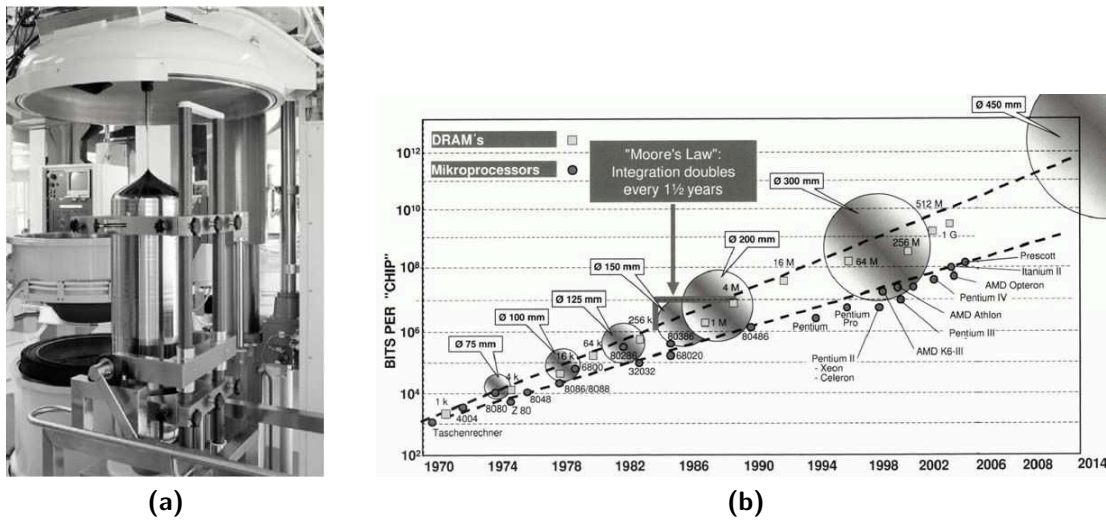 Ø 450 mm
DRAM´s
Mikroprocessors
"Moore's Law":
Integration doubles
every 1½ years
Ø 300 mm
Ø 200 mm
Ø 150 mm
Ø 125 mm
Ø 100 mm
Ø 75 mm
BITS PER "CHIP"
10¹²
10¹⁰
10⁸
10⁶
10⁴
10²
512 M
1 G
256 M
64 M
16 M
4 M
1 M
256 k
64 k
16 k
4 k
1 k
Prescott
Itanium II
AMD Opteron
Pentium IV
AMD Athlon
Pentium III
AMD K6-III
Pentium
Pentium
Pro
Pentium II
- Xeon
- Celeron
80486
80386
68020
80286
32032
6800
8086/8088
8048
Z 80
8080
4004
Taschenrechner
1970 1974 1978 1982 1986 1990 1994 1998 2002 2006 2008 2014
(a) (b)